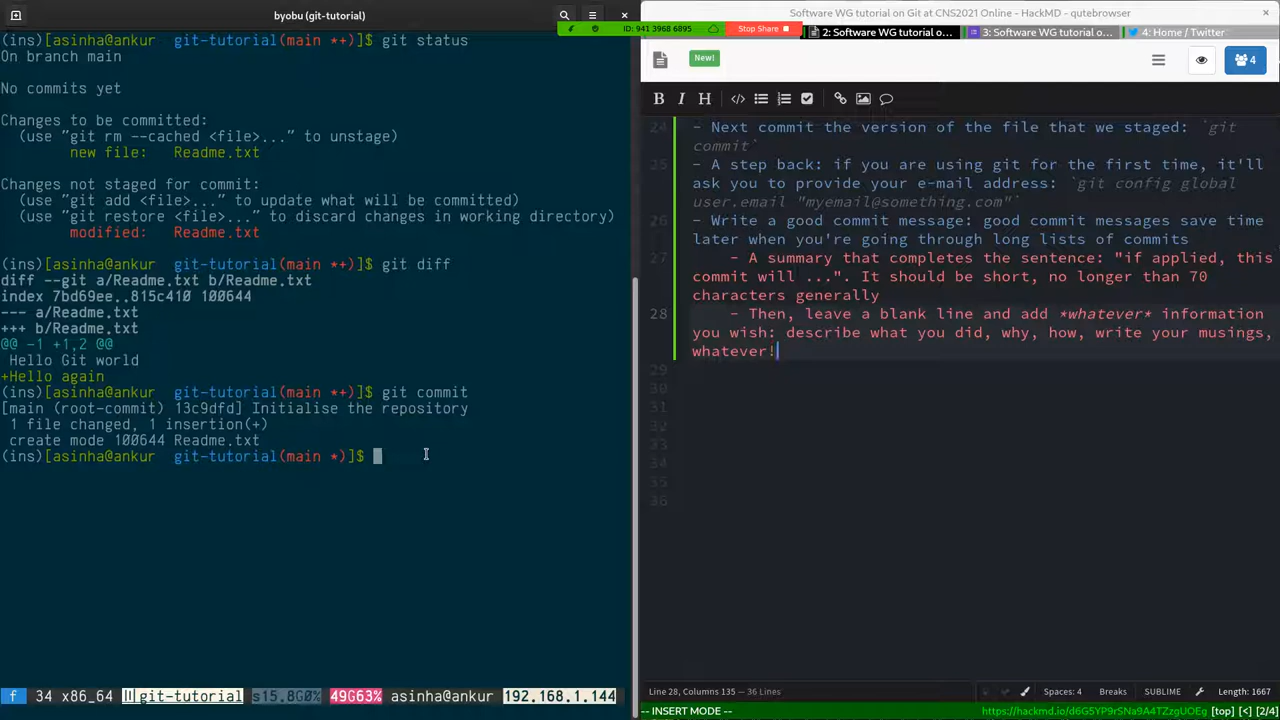 byobu (git-tutorial)
(ins)[asinha@ankur git-tutorial(main *+)]$ git status
On branch main
No commits yet
Changes to be committed:
(use "git rm --cached <file>..." to unstage)
new file: Readme.txt
Changes not staged for commit:
(use "git add <file>..." to update what will be committed)
(use "git restore <file>..." to discard changes in working directory)
modified: Readme.txt
(ins)[asinha@ankur git-tutorial(main *+)]$ git diff
diff --git a/Readme.txt b/Readme.txt
index 7bd69ee..815c410 100644
--- a/Readme.txt
+++ b/Readme.txt
@@ -1 +1,2 @@
Hello Git world
+Hello again
(ins)[asinha@ankur git-tutorial(main *+)]$ git commit
[main (root-commit) 13c9dfd] Initialise the repository
1 file changed, 1 insertion(+)
create mode 100644 Readme.txt
(ins)[asinha@ankur git-tutorial(main *)]$
f 34 x86_64 git-tutorial s15.8G0% 49G63% asinha@ankur 192.168.1.144
ID: 941 3968 6895 Stop Share
Software WG tutorial on Git at CNS2021 Online - HackMD - qutebrowser
2: Software WG tutorial o... 3: Software WG tutorial o... 4: Home / Twitter
New! 4
B I H
24 - Next commit the version of the file that we staged: `git
commit`
25 - A step back: if you are using git for the first time, it'll
ask you to provide your e-mail address: `git config global
user.email "myemail@something.com"`
26 - Write a good commit message: good commit messages save time
later when you're going through long lists of commits
27 - A summary that completes the sentence: "if applied, this
commit will ...". It should be short, no longer than 70
characters generally
28 - Then, leave a blank line and add *whatever* information
you wish: describe what you did, why, how, write your musings,
whatever!
29
30
31
32
33
34
35
36
Line 28, Columns 135 — 36 Lines Spaces: 4 Breaks SUBLIME Length: 1667
-- INSERT MODE -- https://hackmd.io/d6G5YP9rSNa9A4TZzgUOEg [top] [<] [2/4]